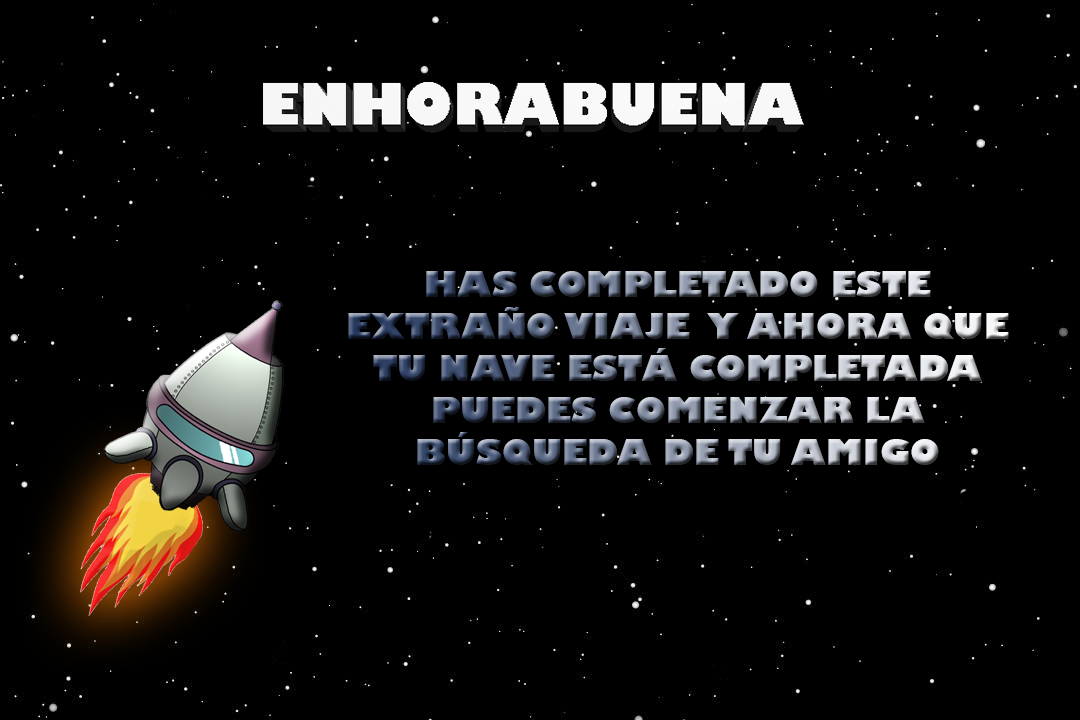 ENHORABUENA
HAS COMPLETADO ESTE
EXTRAÑO VIAJE Y AHORA QUE
TU NAVE ESTÁ COMPLETADA
PUEDES COMENZAR LA
BÚSQUEDA DE TU AMIGO